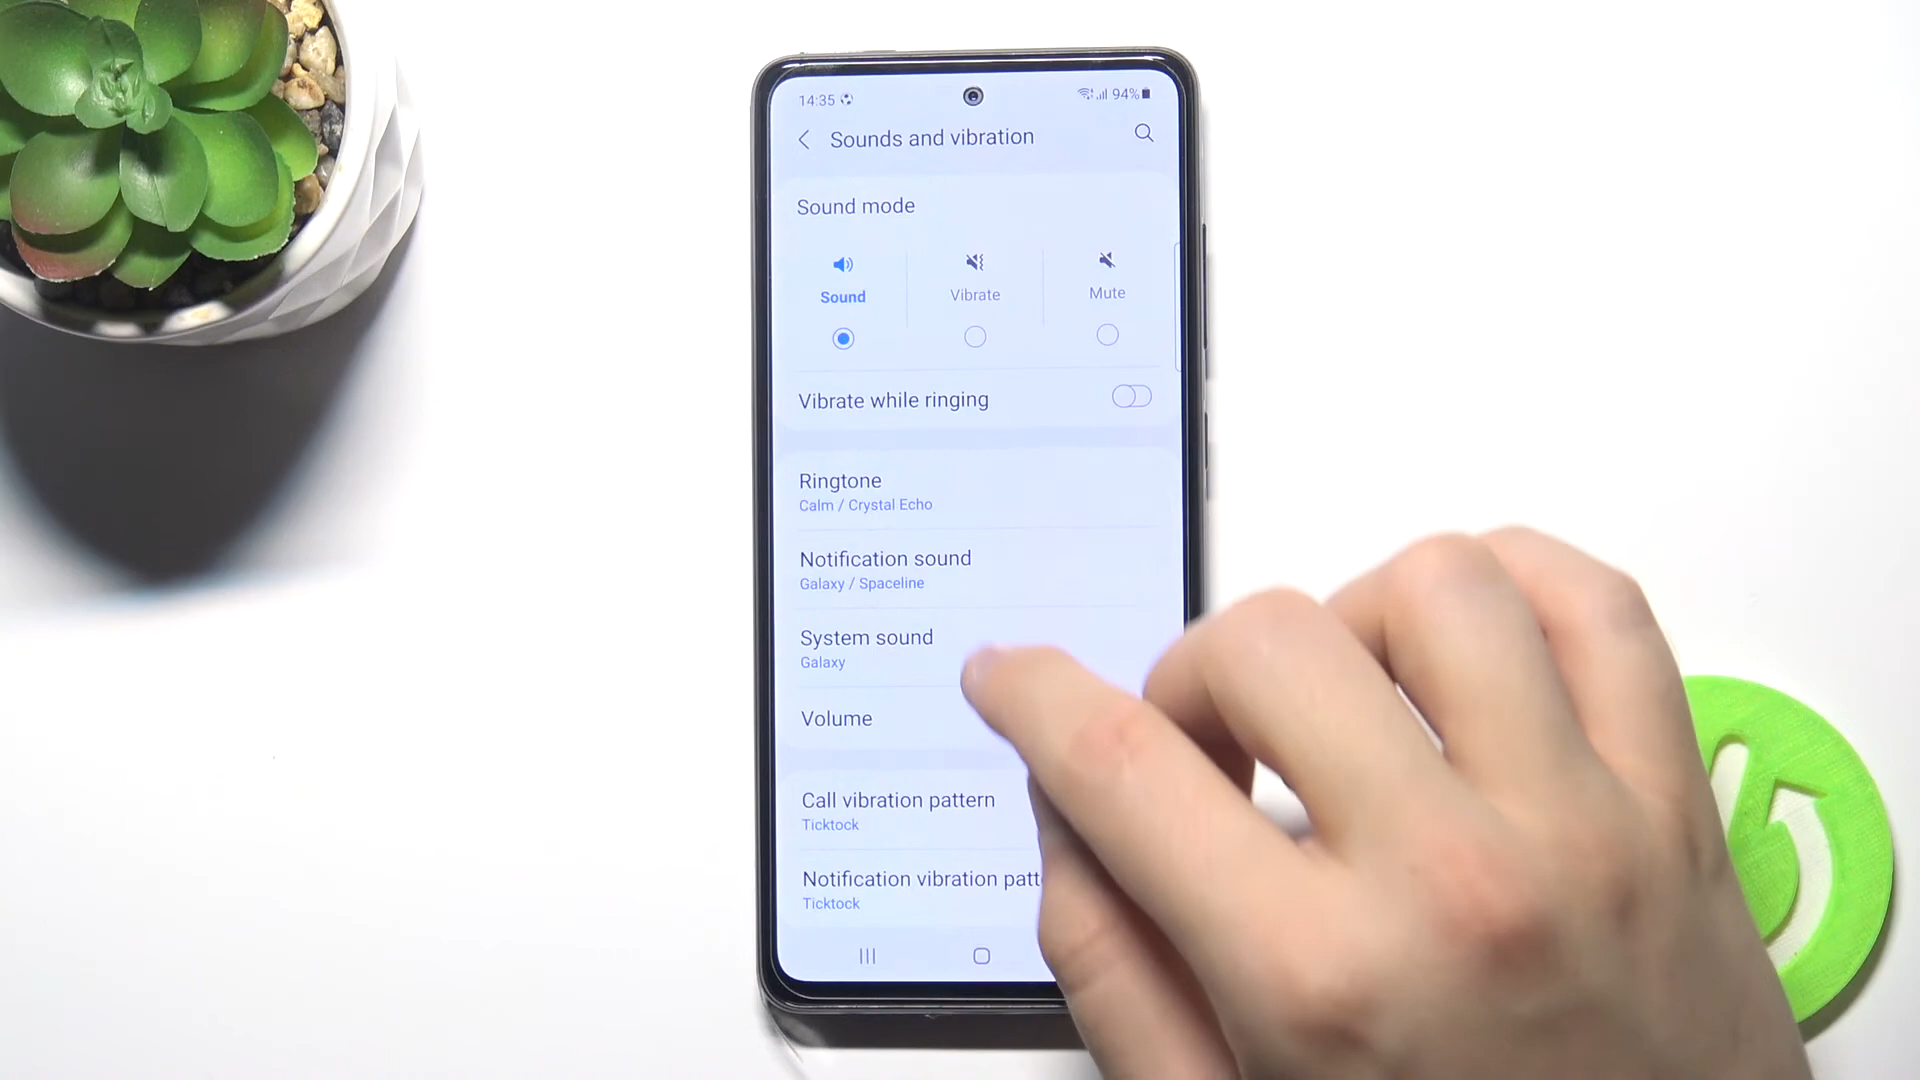 14:35 94%
Sounds and vibration
Sound mode
Sound Vibrate Mute
Vibrate while ringing
Ringtone
Calm / Crystal Echo
Notification sound
Galaxy / Spaceline
System sound
Galaxy
Volume
Call vibration pattern
Ticktock
Notification vibration patt
Ticktock